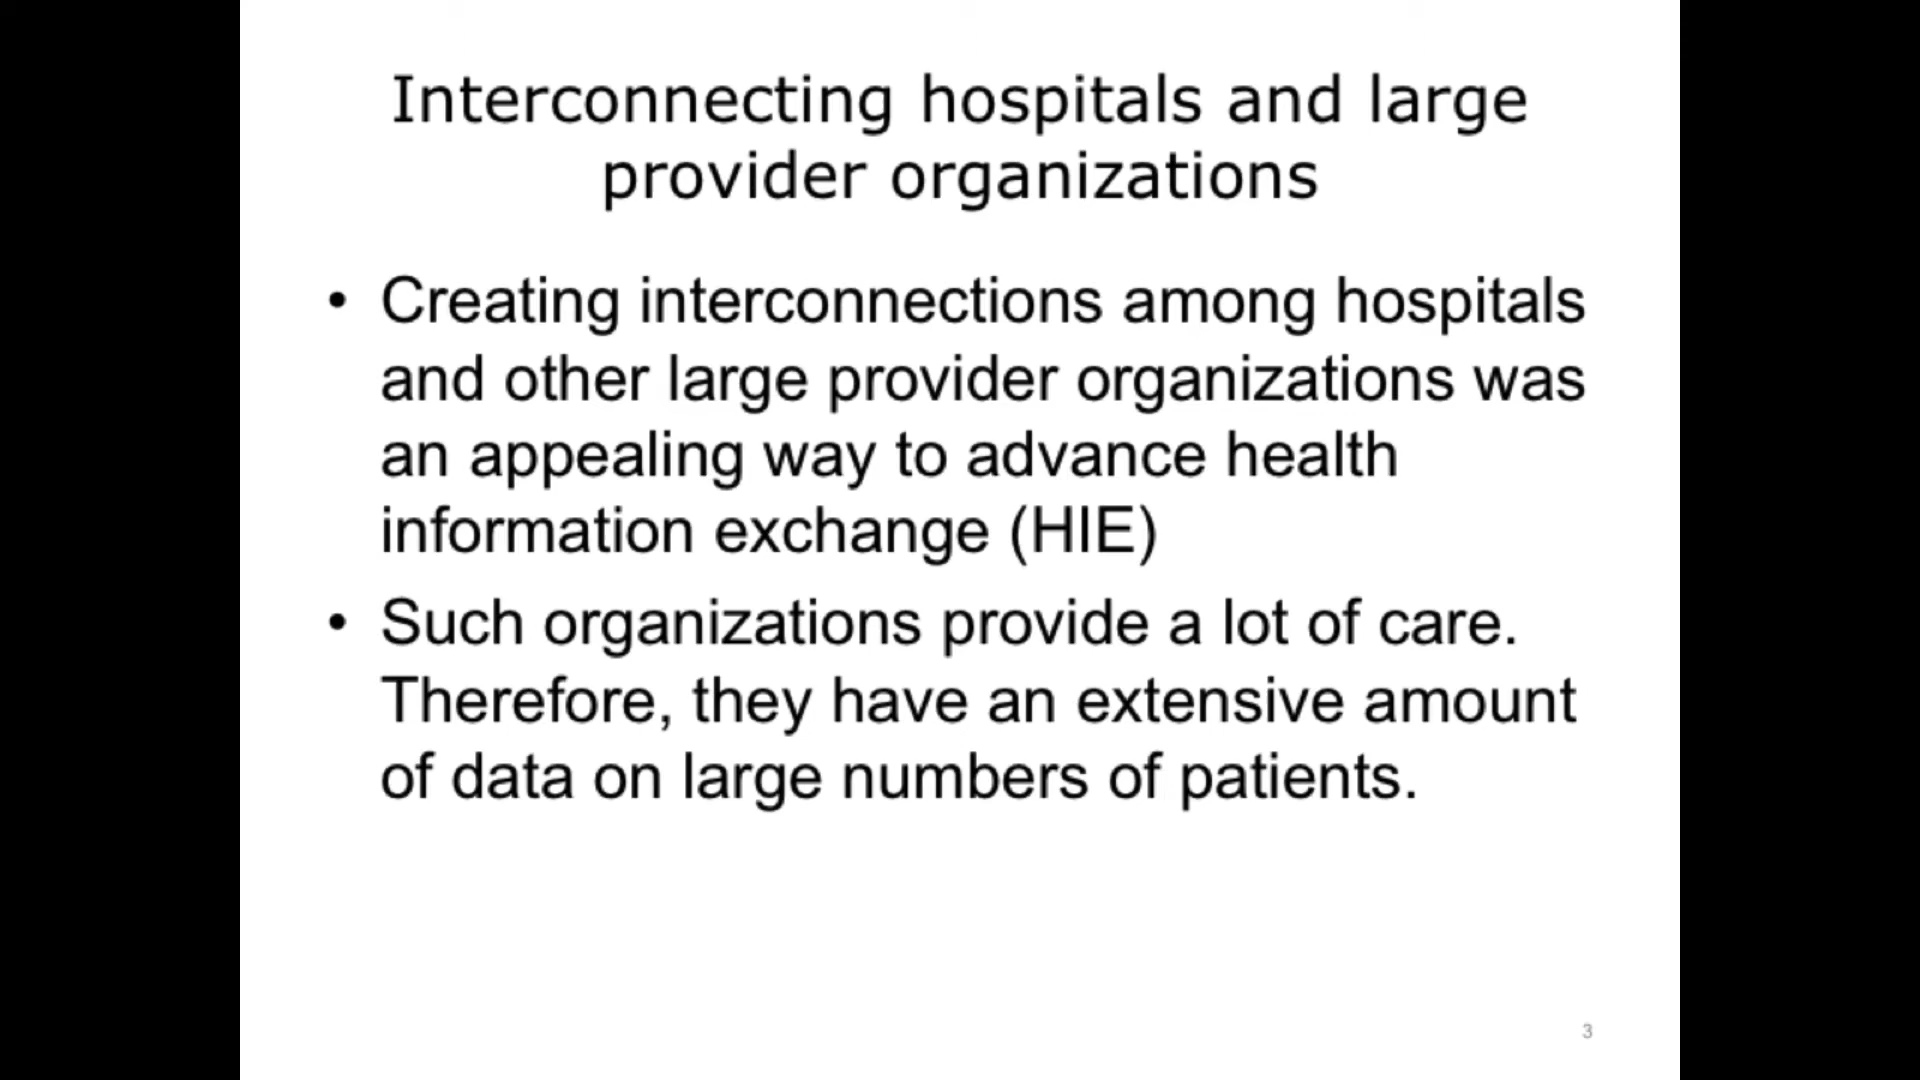 Interconnecting hospitals and large
provider organizations
• Creating interconnections among hospitals
and other large provider organizations was
an appealing way to advance health
information exchange (HIE)
• Such organizations provide a lot of care.
Therefore, they have an extensive amount
of data on large numbers of patients.
3